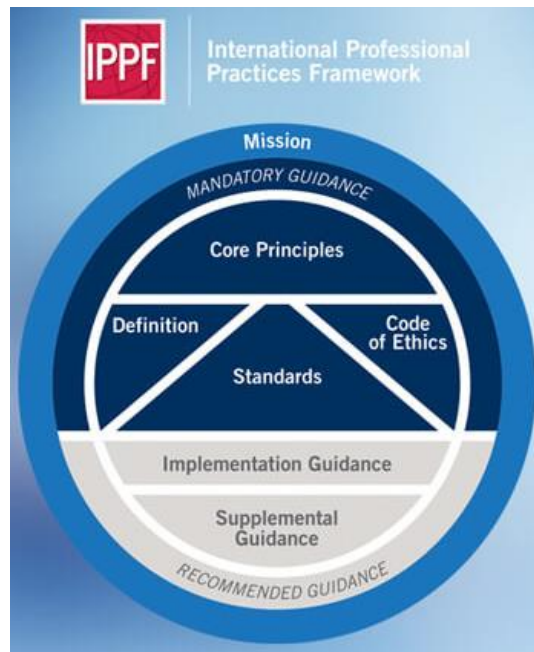 IPPF
International Professional
Practices Framework
Mission
MANDATORY GUIDANCE
Core Principles
Definition
Code
of Ethics
Standards
Implementation Guidance
Supplemental
Guidance
RECOMMENDED GUIDANCE